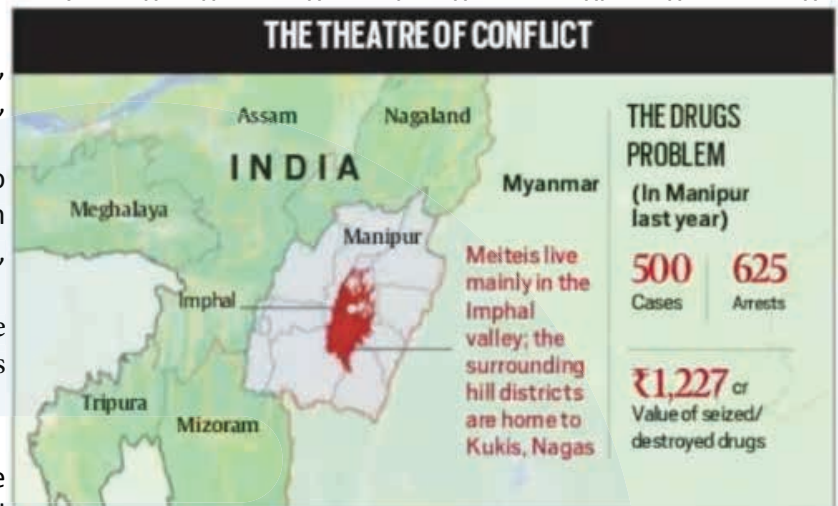 THE THEATRE OF CONFLICT
Assam
Nagaland
INDIA
Meghalaya
Myanmar
Manipur
Imphal
Tripura
Mizoram
Meiteis live
mainly in the
Imphal
valley; the
surrounding
hill districts
are home to
Kukis, Nagas
THE DRUGS
PROBLEM
(In Manipur
last year)
500
Cases
625
Arrests
₹1,227 cr
Value of seized/
destroyed drugs